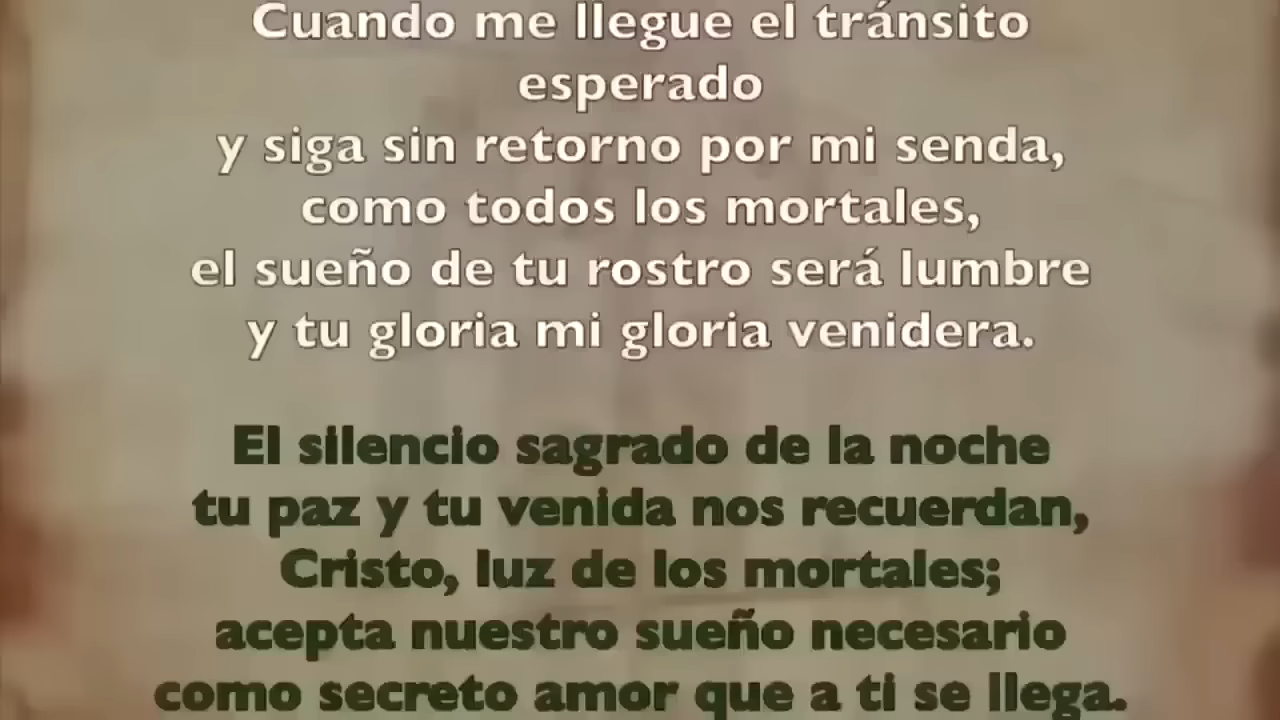 Cuando me llegue el tránsito
esperado
y siga sin retorno por mi senda,
como todos los mortales,
el sueño de tu rostro será lumbre
y tu gloria mi gloria venidera.
El silencio sagrado de la noche
tu paz y tu venida nos recuerdan,
Cristo, luz de los mortales;
acepta nuestro sueño necesario
como secreto amor que a ti se llega.